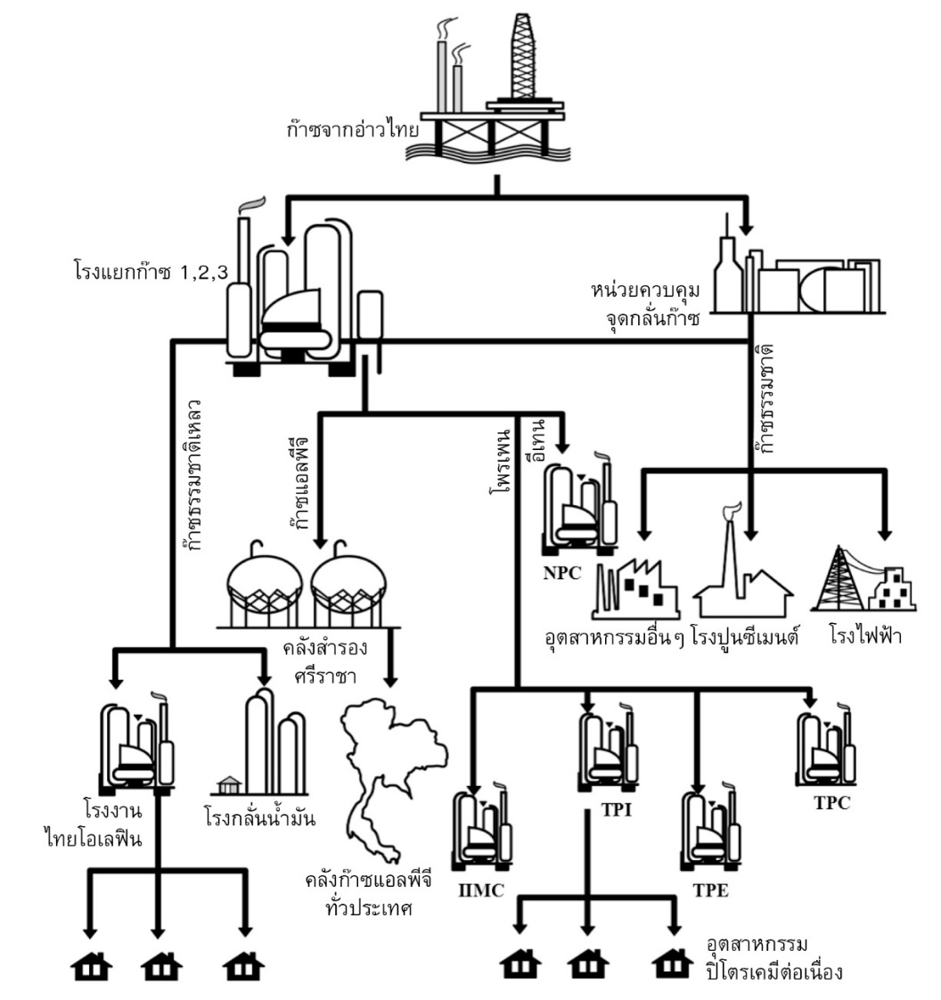 ก๊าซจากอ่าวไทย
โรงแยกก๊าซ 1,2,3
หน่วยควบคุม
จุดกลั่นก๊าซ
ก๊าซธรรมชาติเหลว
ก๊าซแอลพีจี
โพรเพน
อีเทน
ก๊าซธรรมชาติ
NPC
อุตสาหกรรมอื่นๆ
โรงปูนซีเมนต์
โรงไฟฟ้า
คลังสำรอง
ศรีราชา
โรงงาน
ไทยโอเลฟิน
โรงกลั่นน้ำมัน
คลังก๊าซแอลพีจี
ทั่วประเทศ
IIMC
TPI
TPE
TPC
อุตสาหกรรม
ปิโตรเคมีต่อเนื่อง